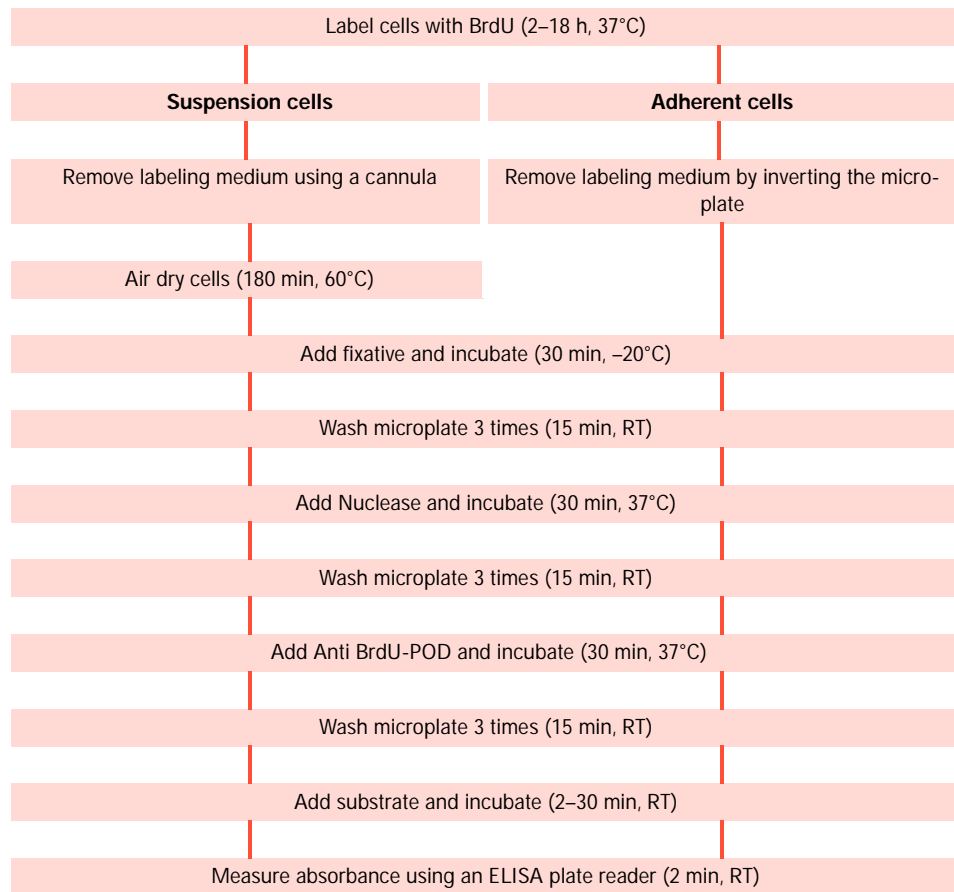 Label cells with BrdU (2–18 h, 37°C)
Suspension cells
Adherent cells
Remove labeling medium using a cannula
Remove labeling medium by inverting the micro-
plate
Air dry cells (180 min, 60°C)
Add fixative and incubate (30 min, –20°C)
Wash microplate 3 times (15 min, RT)
Add Nuclease and incubate (30 min, 37°C)
Wash microplate 3 times (15 min, RT)
Add Anti BrdU-POD and incubate (30 min, 37°C)
Wash microplate 3 times (15 min, RT)
Add substrate and incubate (2–30 min, RT)
Measure absorbance using an ELISA plate reader (2 min, RT)